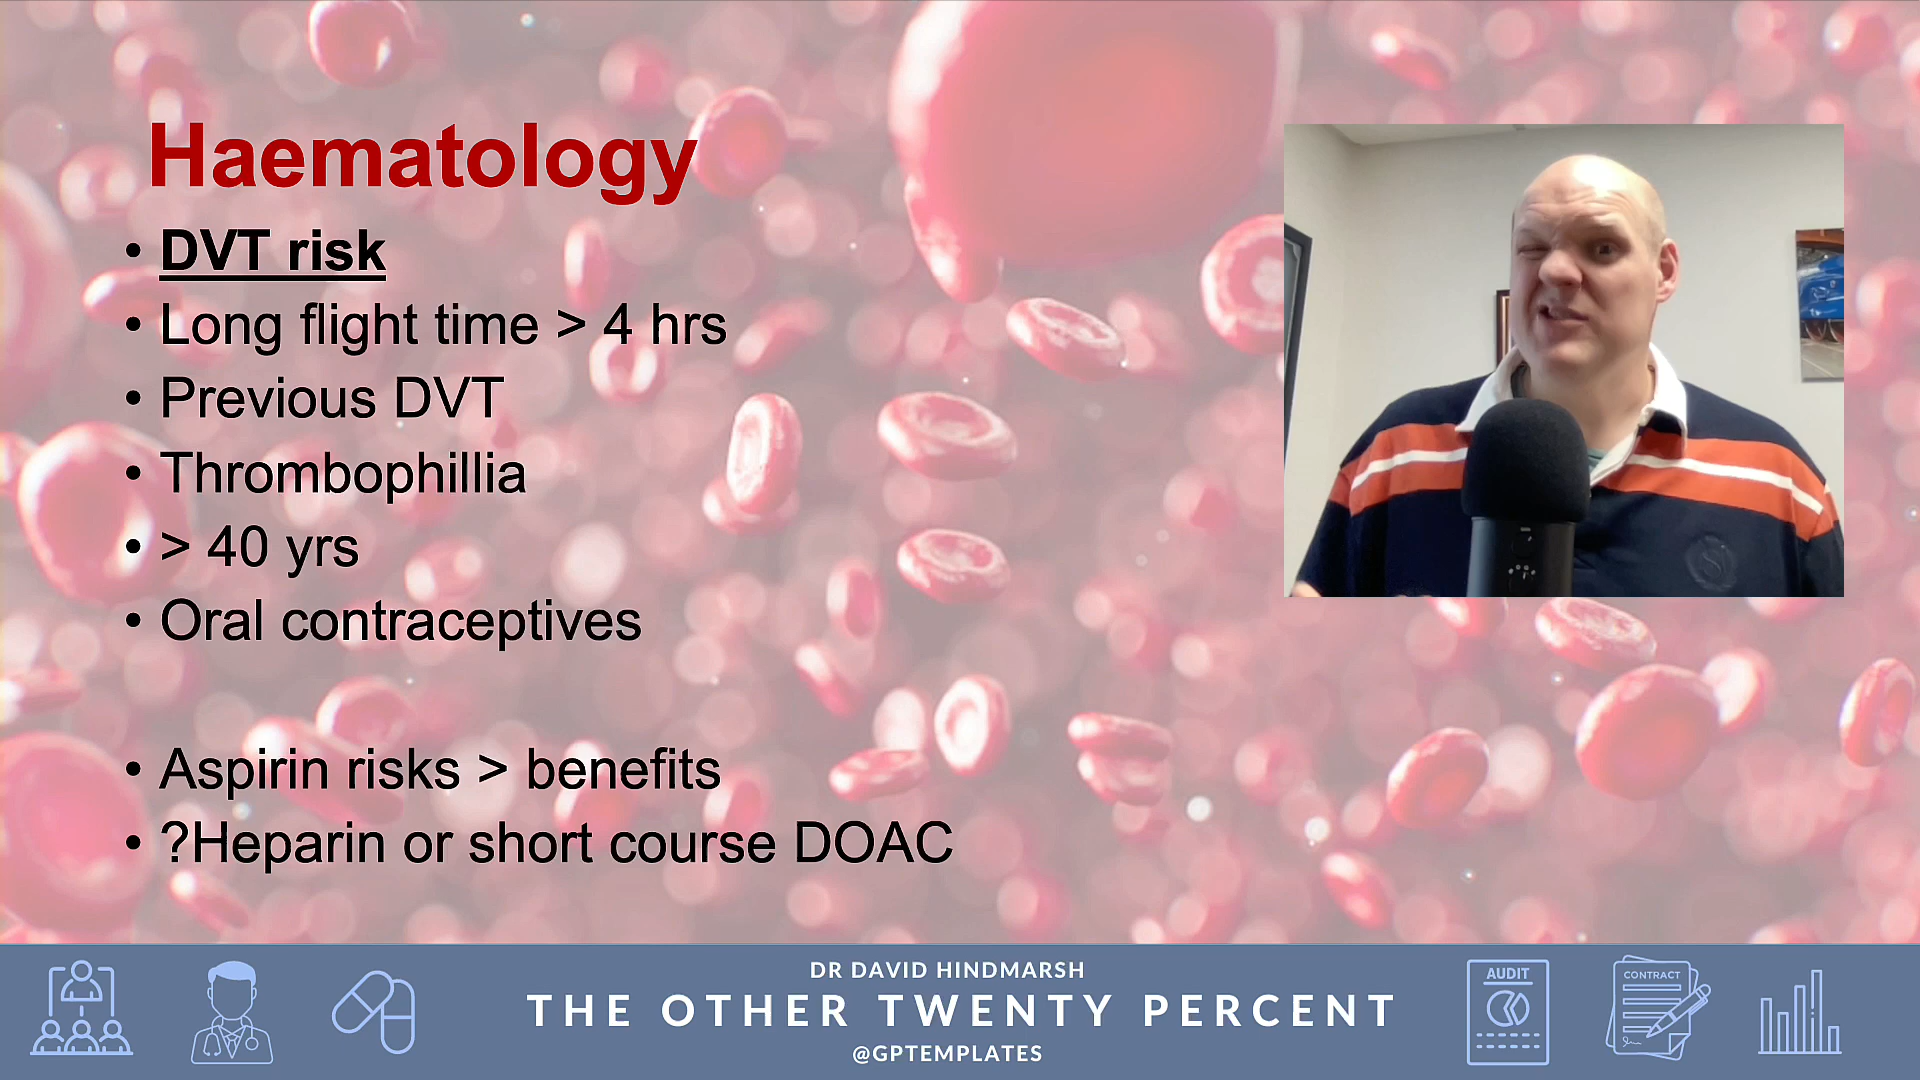 Haematology
• DVT risk
• Long flight time > 4 hrs
• Previous DVT
• Thrombophillia
• > 40 yrs
• Oral contraceptives
• Aspirin risks > benefits
• ?Heparin or short course DOAC
DR DAVID HINDMARSH
THE OTHER TWENTY PERCENT
@GPTEMPLATES
AUDIT
CONTRACT